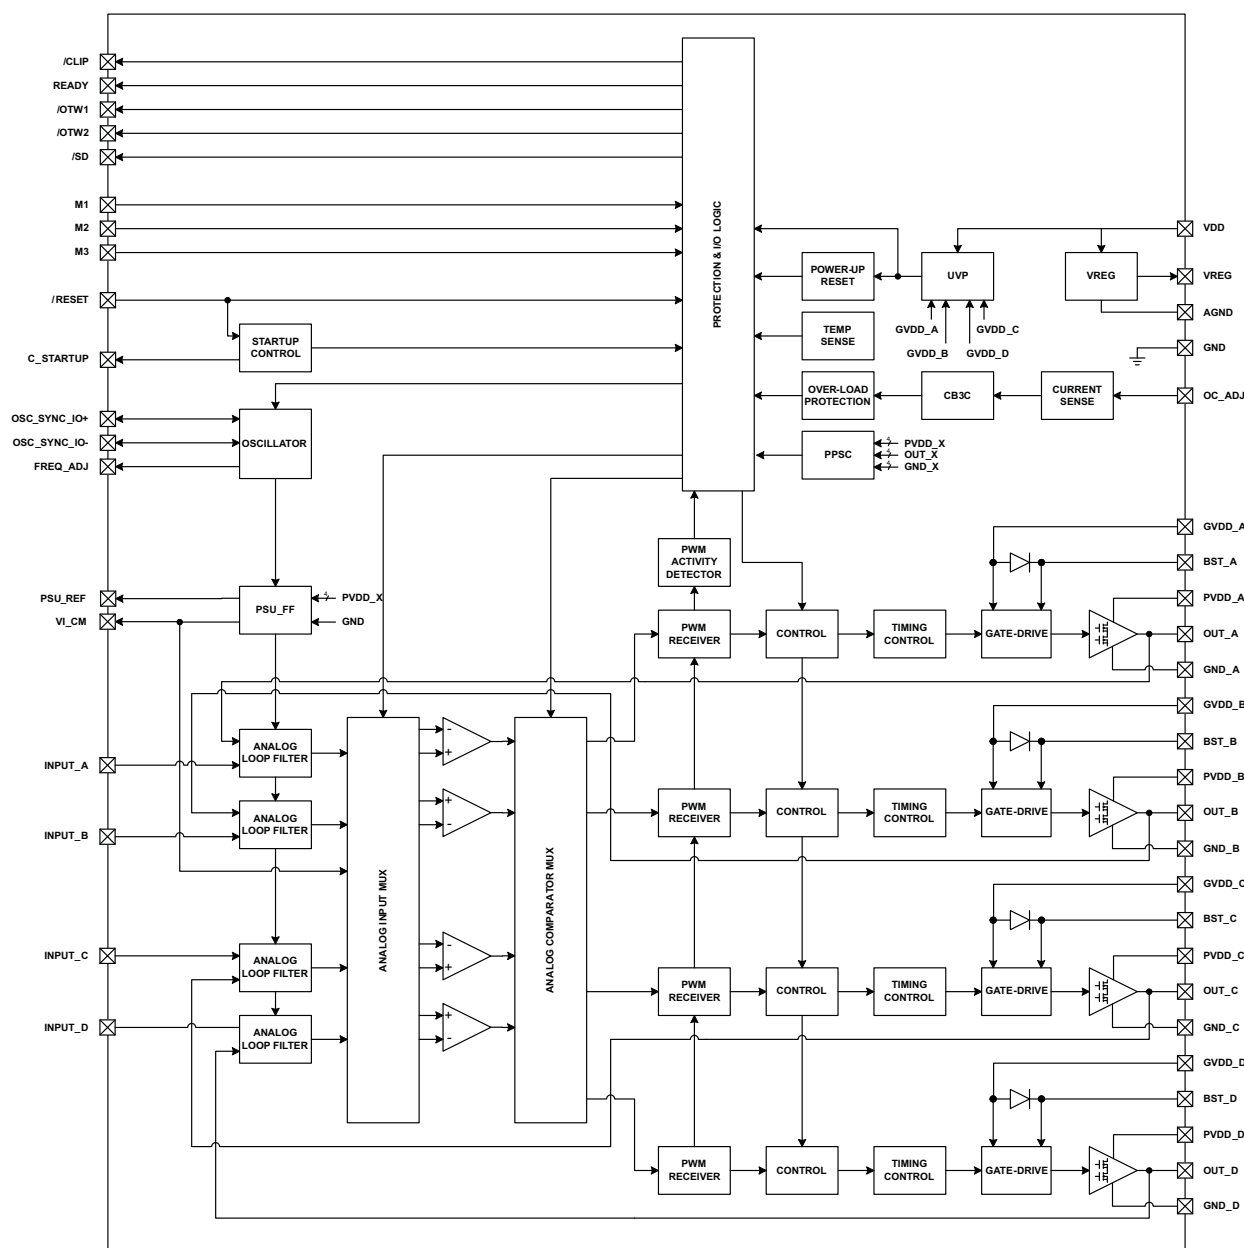 /CLIP
READY
/OTW1
/OTW2
/SD
M1
M2
M3
/RESET
C_STARTUP
OSC_SYNC_IO+
OSC_SYNC_IO-
FREQ_ADJ
PSU_REF
VI_CM
INPUT_A
INPUT_B
INPUT_C
INPUT_D
STARTUP
CONTROL
OSCILLATOR
PSU_FF
PVDD_X
GND
4
ANALOG
LOOP FILTER
ANALOG
LOOP FILTER
ANALOG
LOOP FILTER
ANALOG
LOOP FILTER
ANALOG INPUT MUX
-
+
+
-
-
+
+
-
ANALOG COMPARATOR MUX
PROTECTION & I/O LOGIC
POWER-UP
RESET
UVP
VREG
GVDD_A
GVDD_C
GVDD_B
GVDD_D
TEMP
SENSE
OVER-LOAD
PROTECTION
CB3C
CURRENT
SENSE
PPSC
4
PVDD_X
4
OUT_X
4
GND_X
PWM
ACTIVITY
DETECTOR
PWM
RECEIVER
CONTROL
TIMING
CONTROL
GATE-DRIVE
PWM
RECEIVER
CONTROL
TIMING
CONTROL
GATE-DRIVE
PWM
RECEIVER
CONTROL
TIMING
CONTROL
GATE-DRIVE
PWM
RECEIVER
CONTROL
TIMING
CONTROL
GATE-DRIVE
VDD
VREG
AGND
GND
OC_ADJ
GVDD_A
BST_A
PVDD_A
OUT_A
GND_A
GVDD_B
BST_B
PVDD_B
OUT_B
GND_B
GVDD_C
BST_C
PVDD_C
OUT_C
GND_C
GVDD_D
BST_D
PVDD_D
OUT_D
GND_D